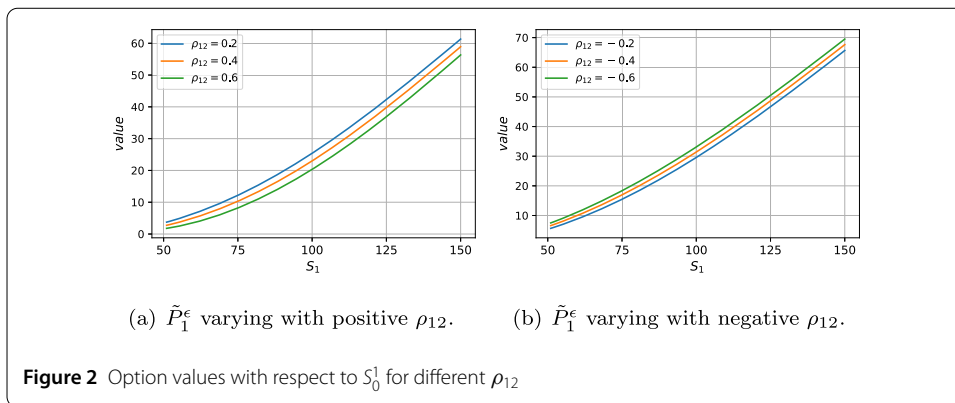 ρ12 = 0.2
ρ12 = 0.4
ρ12 = 0.6
value
60
50
40
30
20
10
0
50 75 100 125 150
S1
ρ12 = − 0.2
ρ12 = − 0.4
ρ12 = − 0.6
value
70
60
50
40
30
20
10
50 75 100 125 150
S1
(a) P̃₁^ϵ varying with positive ρ12.
(b) P̃₁^ϵ varying with negative ρ12.
Figure 2 Option values with respect to S₀¹ for different ρ12